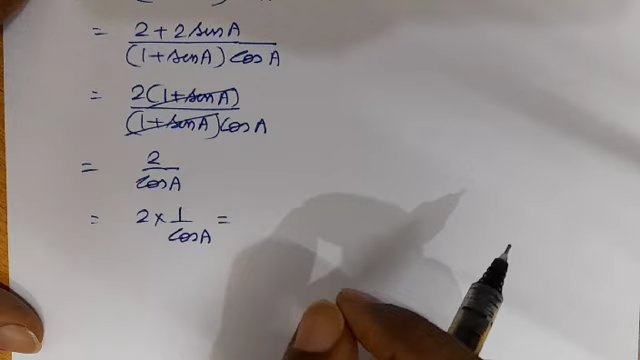 = 2 + 2 sin A / (1 + sin A) cos A
= 2 (1 + sin A) / (1 + sin A) cos A
= 2 / cos A
= 2 × 1 / cos A =